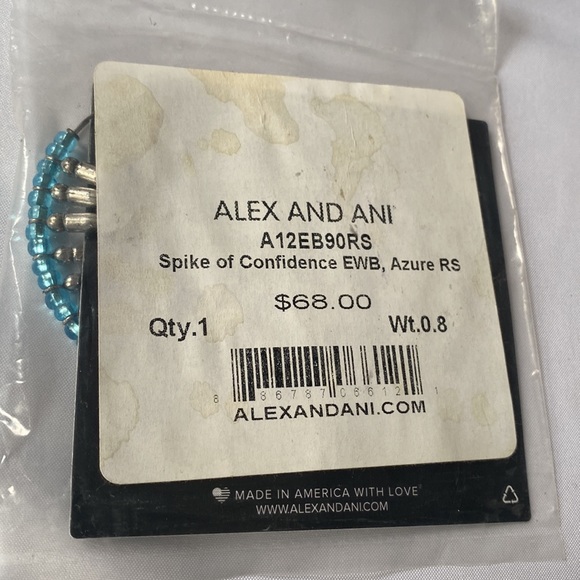 ALEX AND ANI®
A12EB90RS
Spike of Confidence EWB, Azure RS
$68.00
Qty.1 Wt.0.8
8 86787 06612 1
ALEXANDANI.COM
MADE IN AMERICA WITH LOVE®
WWW.ALEXANDANI.COM